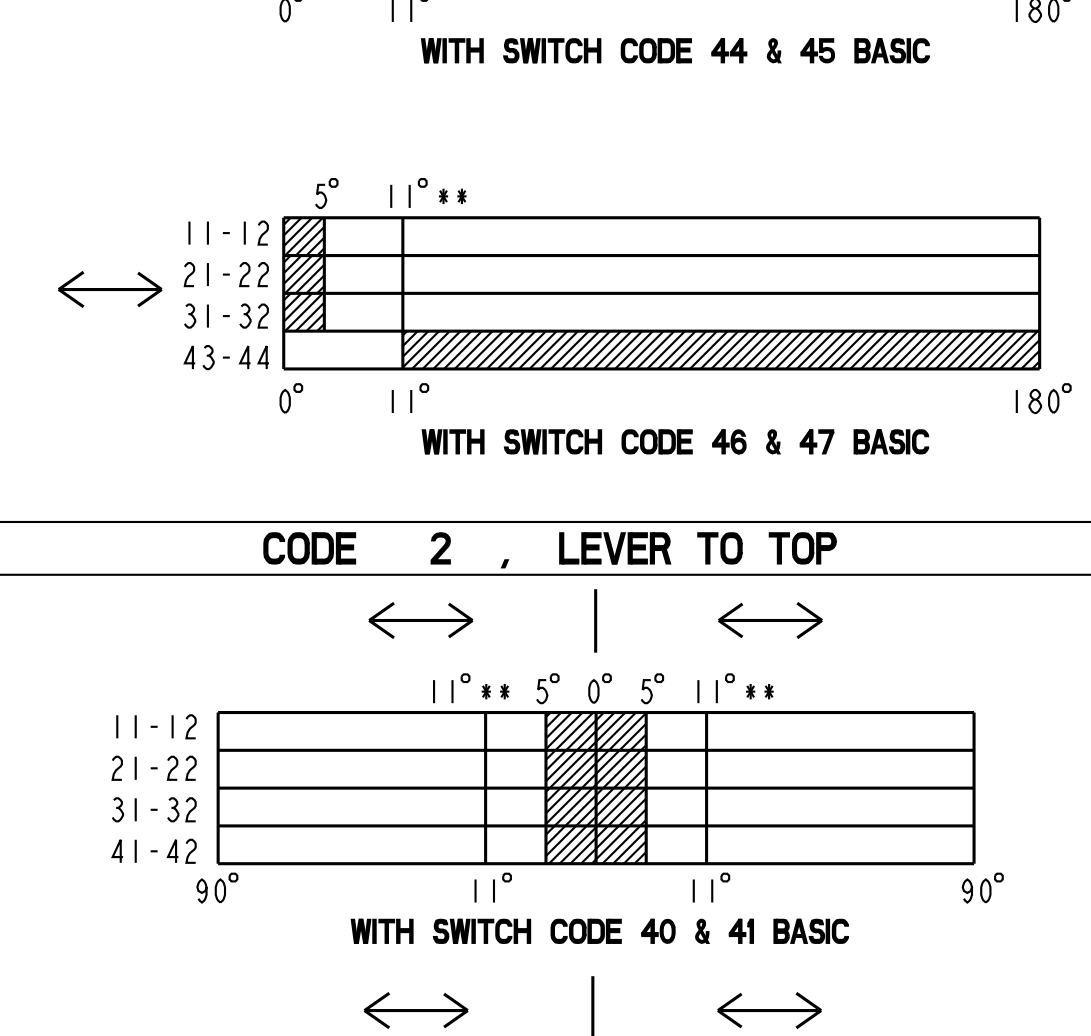 0° 11° 180°
WITH SWITCH CODE 44 & 45 BASIC
5° 11° **
11-12
21-22
31-32
43-44
0° 11° 180°
WITH SWITCH CODE 46 & 47 BASIC
CODE 2 , LEVER TO TOP
11° ** 5° 0° 5° 11° **
11-12
21-22
31-32
41-42
90° 11° 11° 90°
WITH SWITCH CODE 40 & 41 BASIC